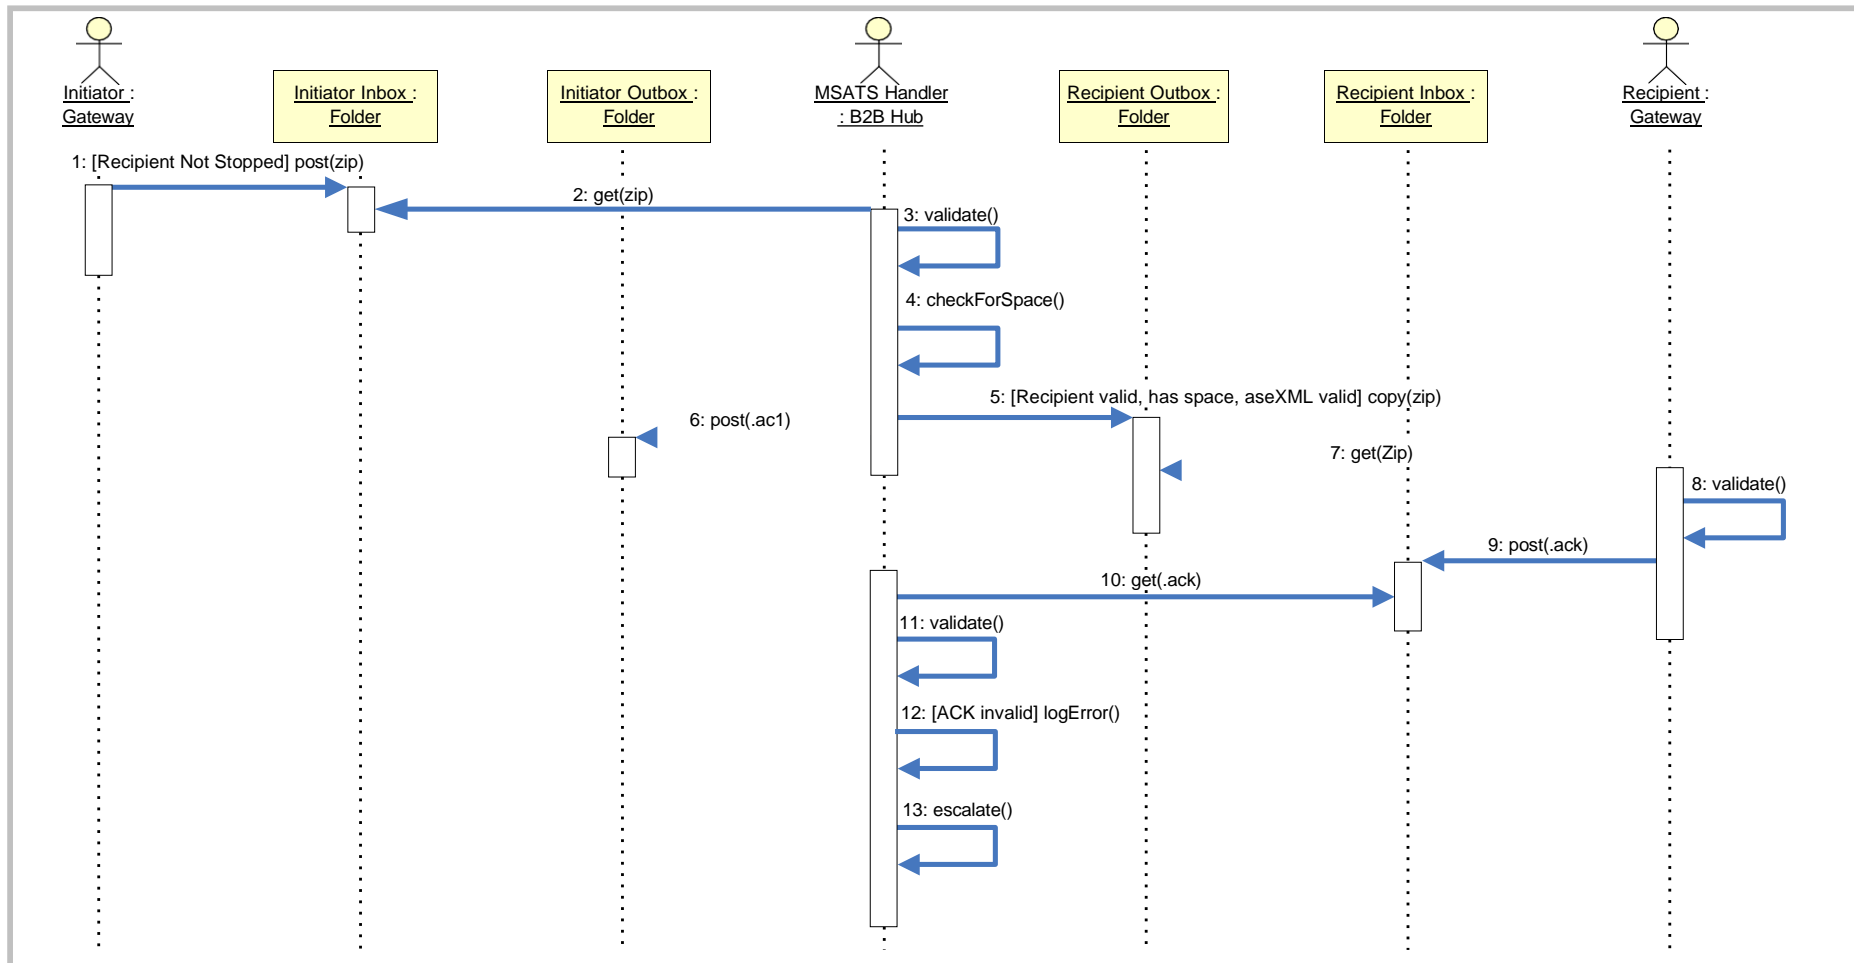 Initiator :
Gateway
Initiator Inbox :
Folder
Initiator Outbox :
Folder
MSATS Handler
: B2B Hub
Recipient Outbox :
Folder
Recipient Inbox :
Folder
Recipient :
Gateway
1: [Recipient Not Stopped] post(zip)
2: get(zip)
3: validate()
4: checkForSpace()
5: [Recipient valid, has space, aseXML valid] copy(zip)
6: post(.ac1)
7: get(Zip)
8: validate()
9: post(.ack)
10: get(.ack)
11: validate()
12: [ACK invalid] logError()
13: escalate()